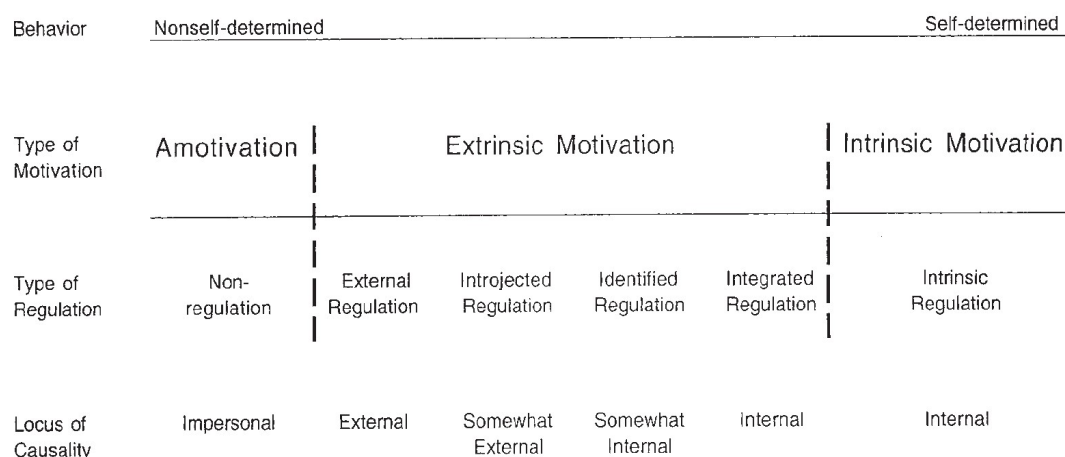 Behavior Nonself-determined Self-determined
Type of Motivation Amotivation Extrinsic Motivation Intrinsic Motivation
Type of Regulation Non-regulation External Regulation Introjected Regulation Identified Regulation Integrated Regulation Intrinsic Regulation
Locus of Causality Impersonal External Somewhat External Somewhat Internal Internal Internal